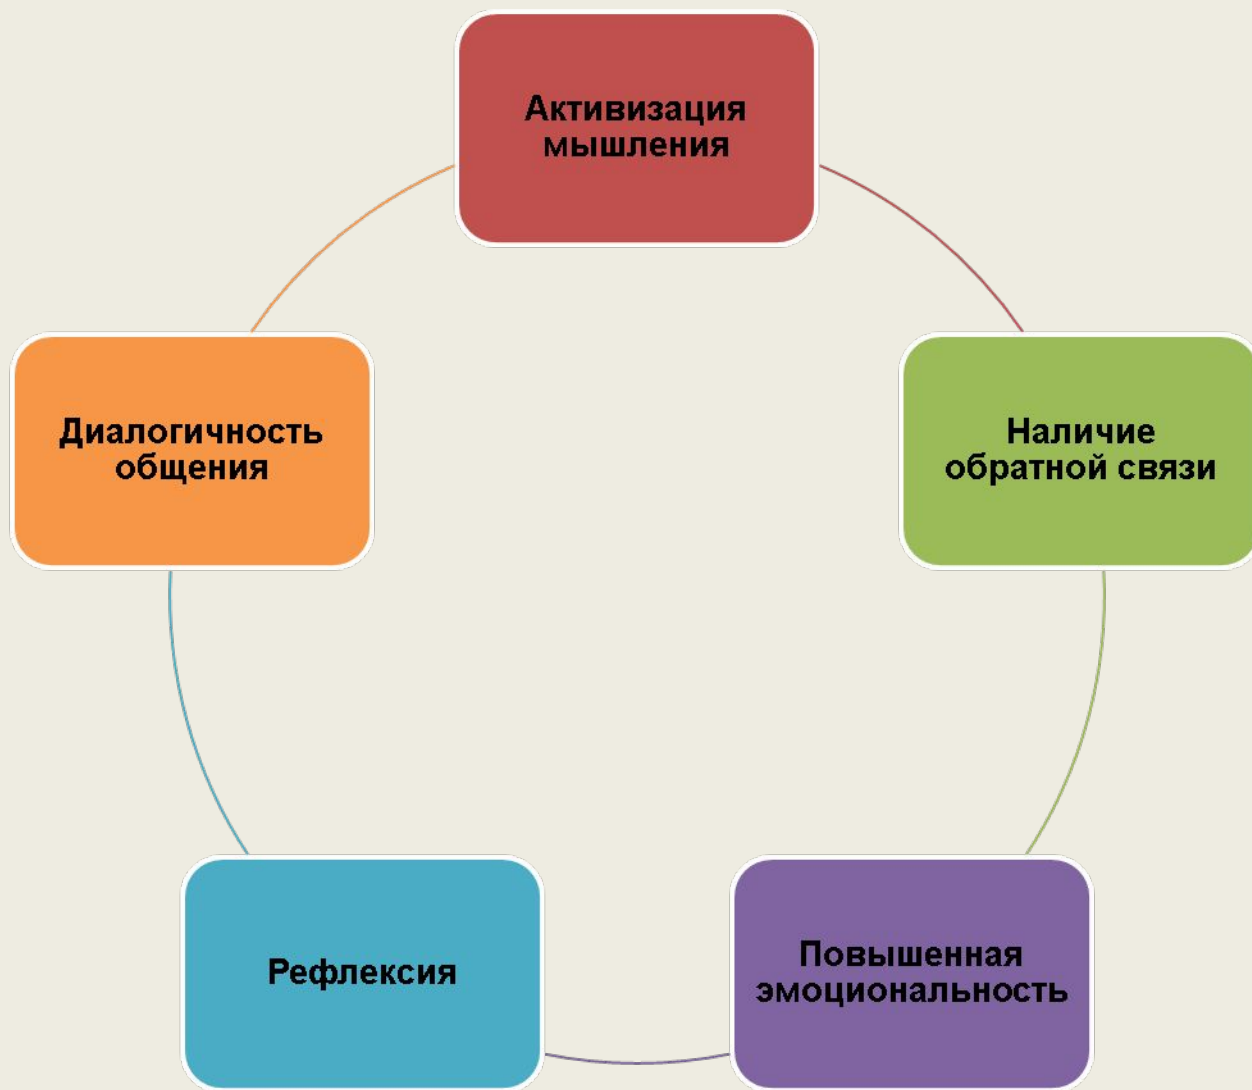 Активизация
мышления
Наличие
обратной связи
Повышенная
эмоциональность
Рефлексия
Диалогичность
общения